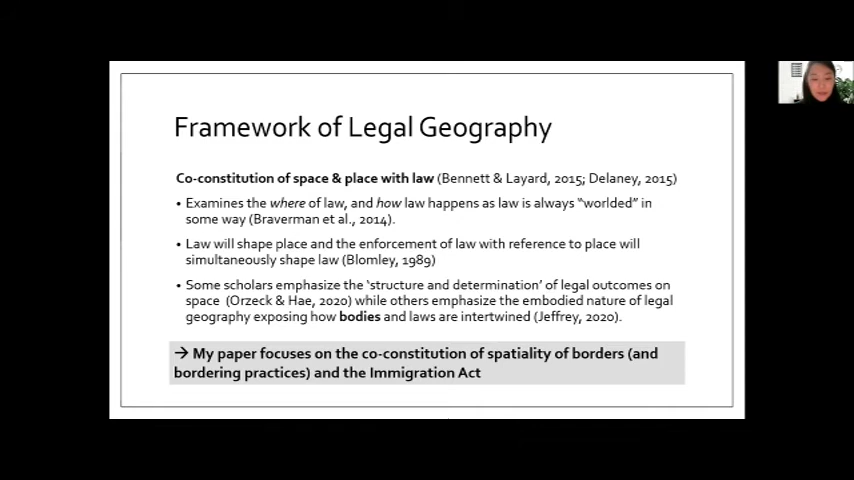 Framework of Legal Geography
Co-constitution of space & place with law (Bennett & Layard, 2015; Delaney, 2015)
• Examines the where of law, and how law happens as law is always "worlded" in
some way (Braverman et al., 2014).
• Law will shape place and the enforcement of law with reference to place will
simultaneously shape law (Blomley, 1989)
• Some scholars emphasize the 'structure and determination' of legal outcomes on
space (Orzeck & Hae, 2020) while others emphasize the embodied nature of legal
geography exposing how bodies and laws are intertwined (Jeffrey, 2020).
→ My paper focuses on the co-constitution of spatiality of borders (and
bordering practices) and the Immigration Act